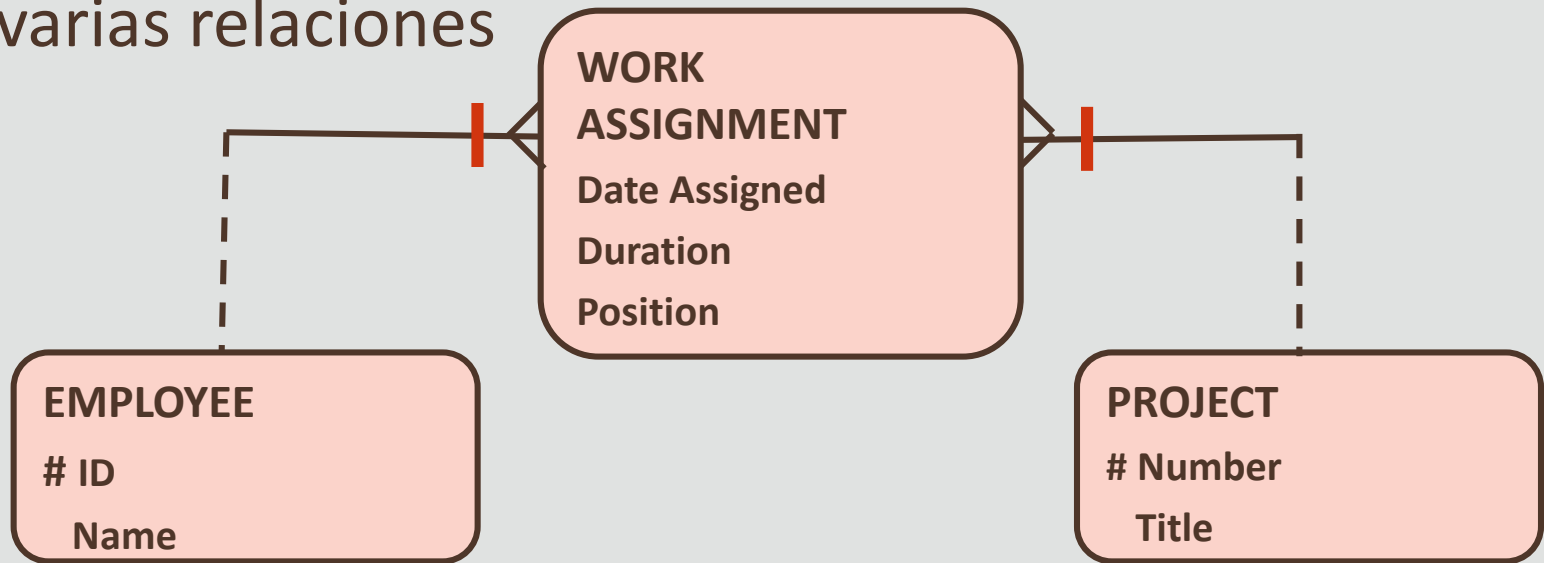 varias relaciones
WORK
ASSIGNMENT
Date Assigned
Duration
Position
EMPLOYEE
# ID
Name
PROJECT
# Number
Title